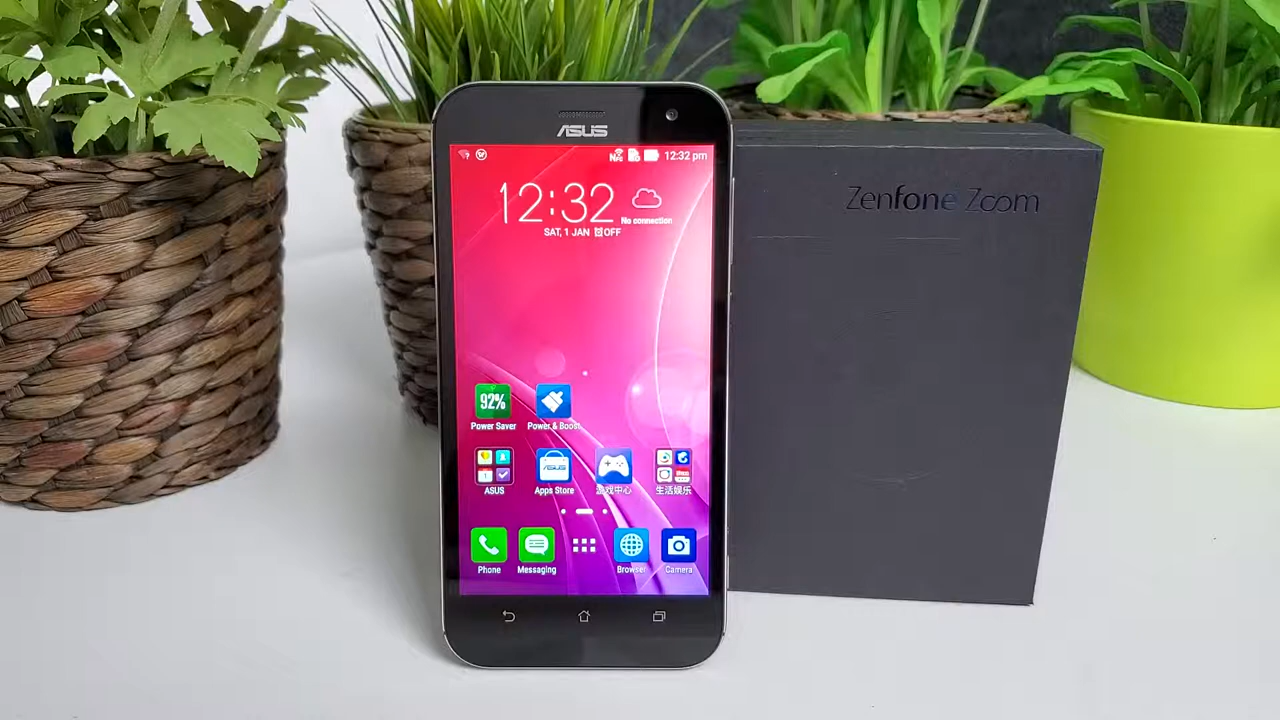 ASUS
12:32 pm
12:32
No connection
SAT, 1 JAN OFF
Zenfone Zoom
92%
Power Saver
Power & Boost
ASUS
ASUS
Apps Store
游戏中心
生活娱乐
Phone
Messaging
Browser
Camera